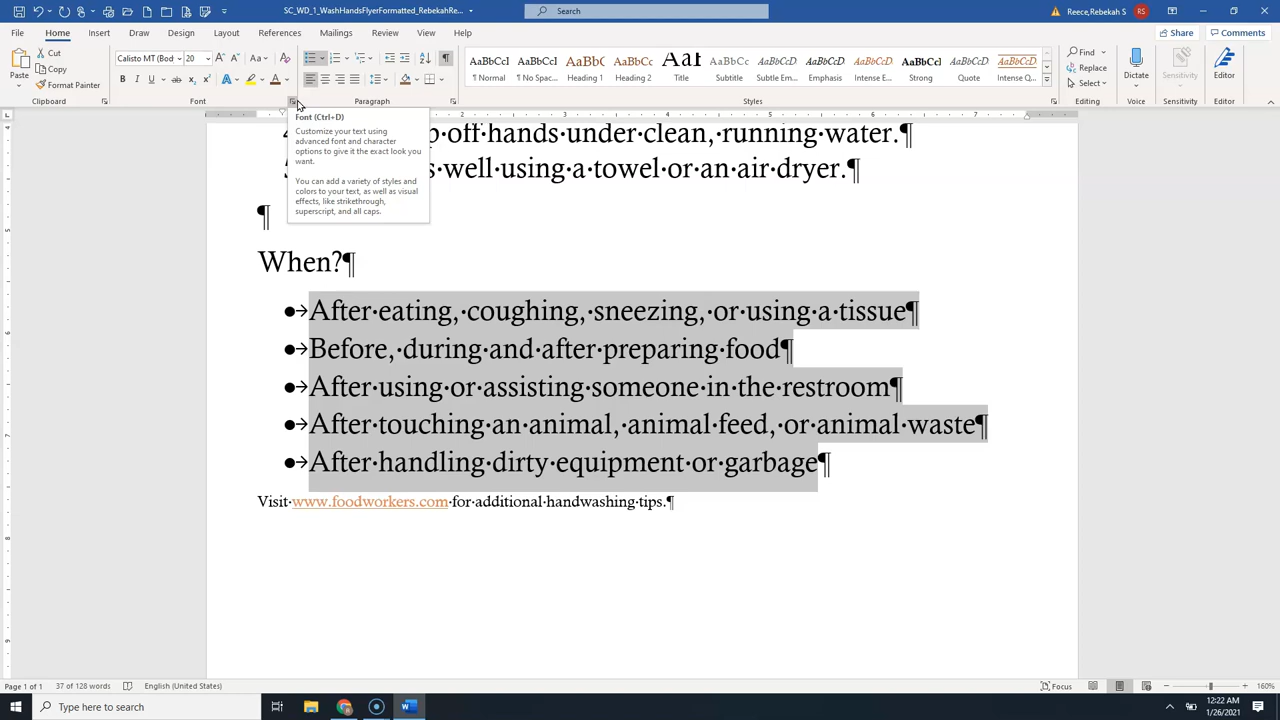 SC_WD_1_WashHandsFlyerFormatted_RebekahR...
Search
Reece,Rebekah S
RS
File Home Insert Draw Design Layout References Mailings Review View Help
Share Comments
Paste
Cut
Copy
Format Painter
Clipboard
Calisto MT (Bod 20
Font
Paragraph
AaBbCcI AaBbCcI AaBbC AaBbCc AaI AaBbCc AaBbCcD AaBbCcD AaBbCcD AaBbCc AaBbCcD AaBbCcD
¶ Normal ¶ No Spac... Heading 1 Heading 2 Title Subtitle Subtle Em... Emphasis Intense E... Strong Quote Intense Q...
Styles
Find
Replace
Select
Editing
Dictate
Voice
Sensitivity
Sensitivity
Editor
Editor
Font (Ctrl+D)
Customize your text using
advanced font and character
options to give it the exact look you
want.
You can add a variety of styles and
colors to your text, as well as visual
effects, like strikethrough,
superscript, and all caps.
p·off·hands·under·clean,·running·water.¶
s·well·using·a·towel·or·an·air·dryer.¶
¶
When?¶
●→After·eating,·coughing,·sneezing,·or·using·a·tissue¶
●→Before,·during·and·after·preparing·food¶
●→After·using·or·assisting·someone·in·the·restroom¶
●→After·touching·an·animal,·animal·feed,·or·animal·waste¶
●→After·handling·dirty·equipment·or·garbage¶
Visit·www.foodworkers.com·for·additional·handwashing·tips.¶
Page 1 of 1 37 of 128 words English (United States)
Focus
160%
Type here to search
12:22 AM
1/26/2021